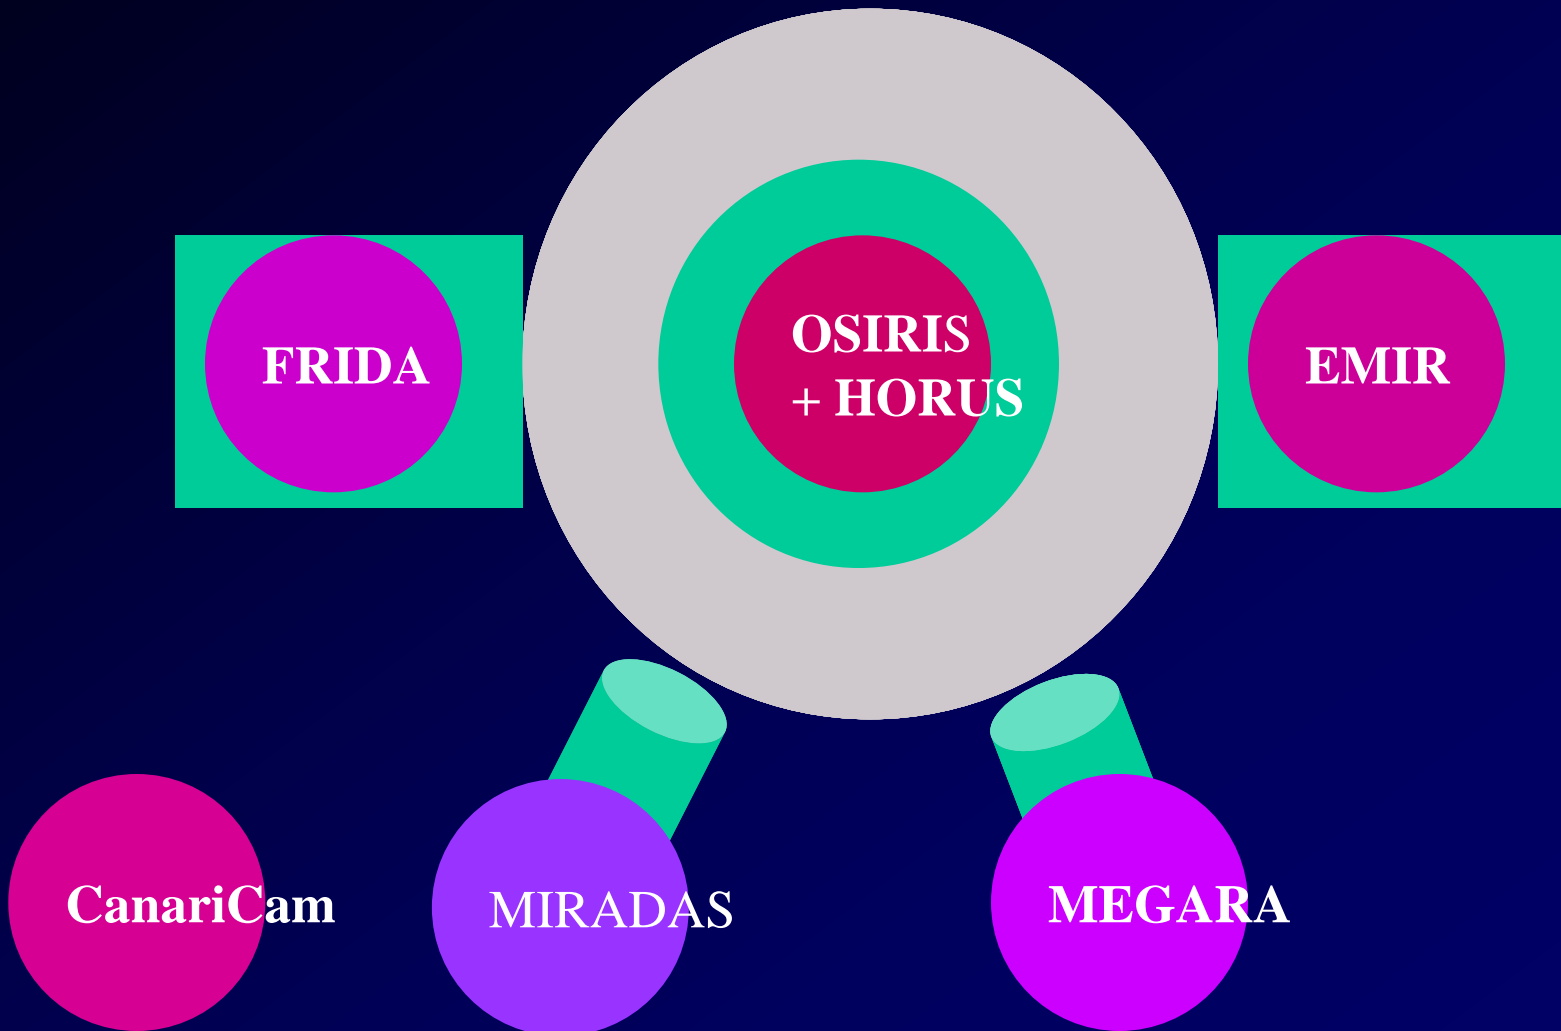 OSIRIS
+ HORUS
FRIDA
EMIR
CanariCam
MIRADAS
MEGARA